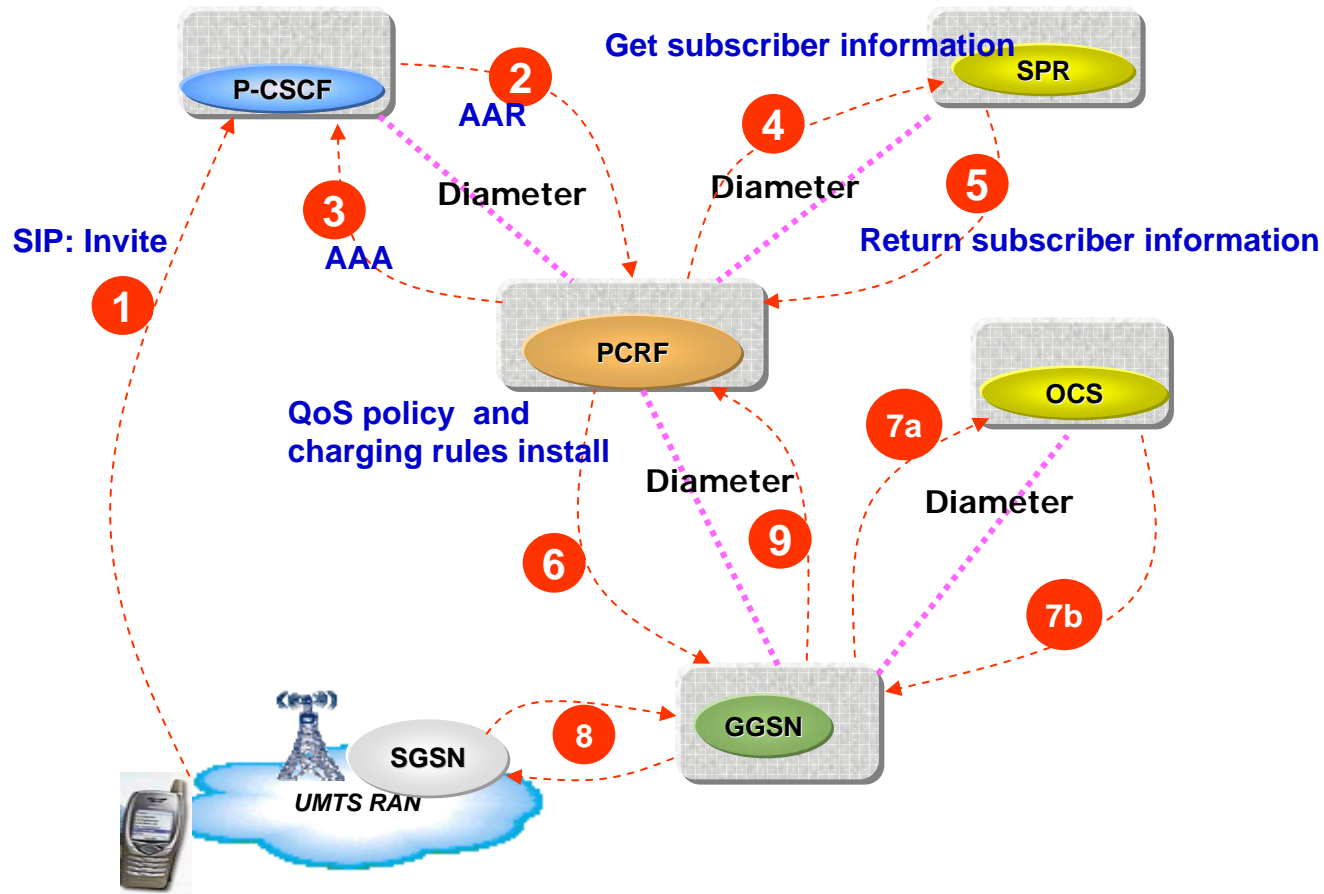 Get subscriber information
P-CSCF
2
SPR
AAR
4
Diameter
Diameter
5
3
SIP: Invite
AAA
Return subscriber information
1
PCRF
OCS
QoS policy and
charging rules install
7a
Diameter
Diameter
6
9
7b
8
GGSN
SGSN
UMTS RAN